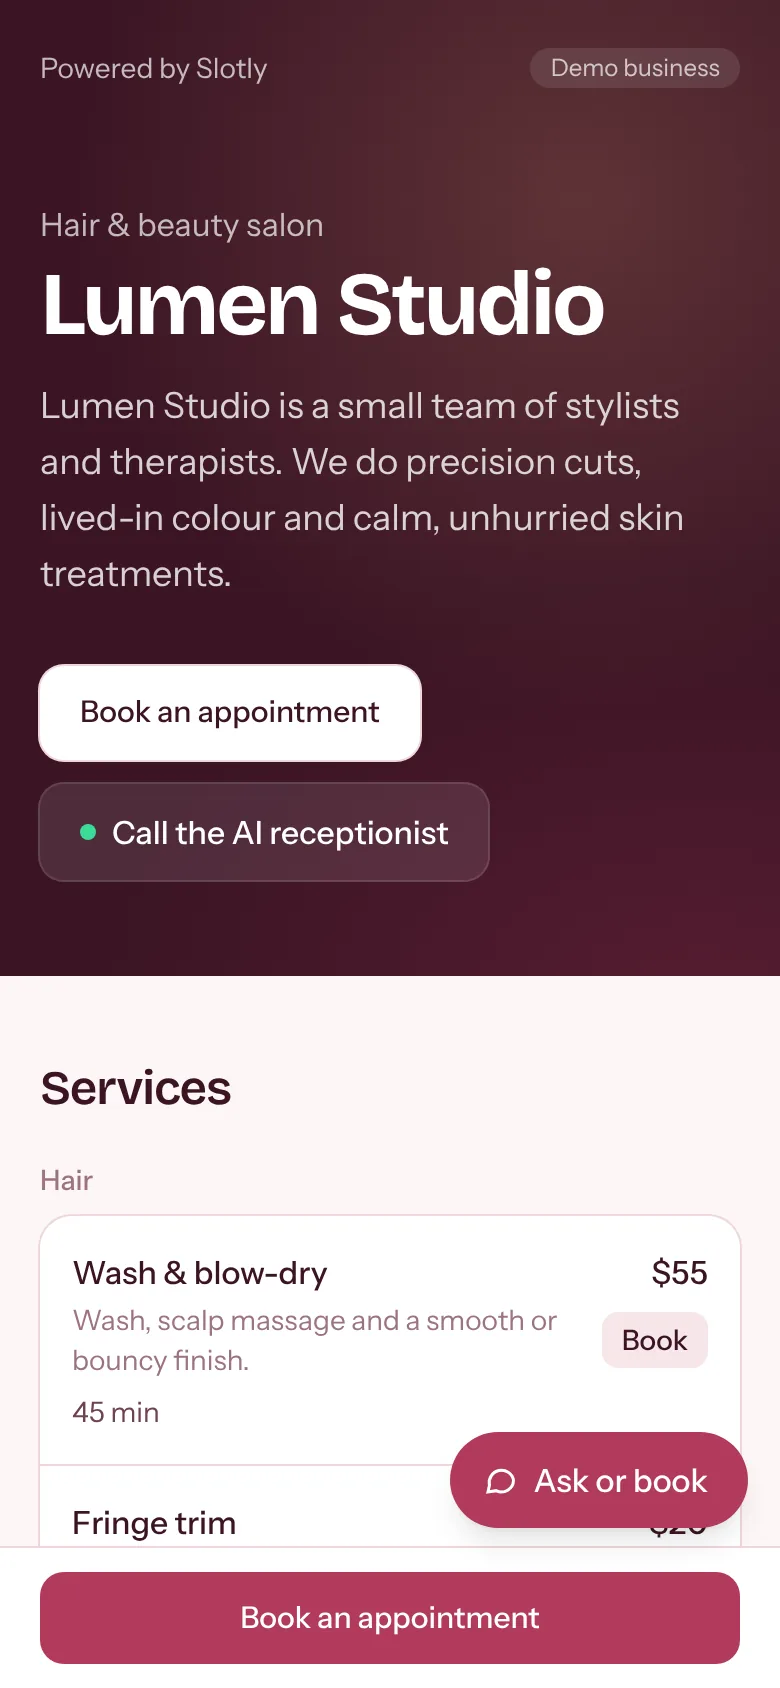 Powered by Slotly
Demo business
Hair & beauty salon
Lumen Studio
Lumen Studio is a small team of stylists
and therapists. We do precision cuts,
lived-in colour and calm, unhurried skin
treatments.
Book an appointment
Call the AI receptionist
Services
Hair
Wash & blow-dry
$55
Wash, scalp massage and a smooth or
bouncy finish.
Book
45 min
Ask or book
Fringe trim
Book an appointment